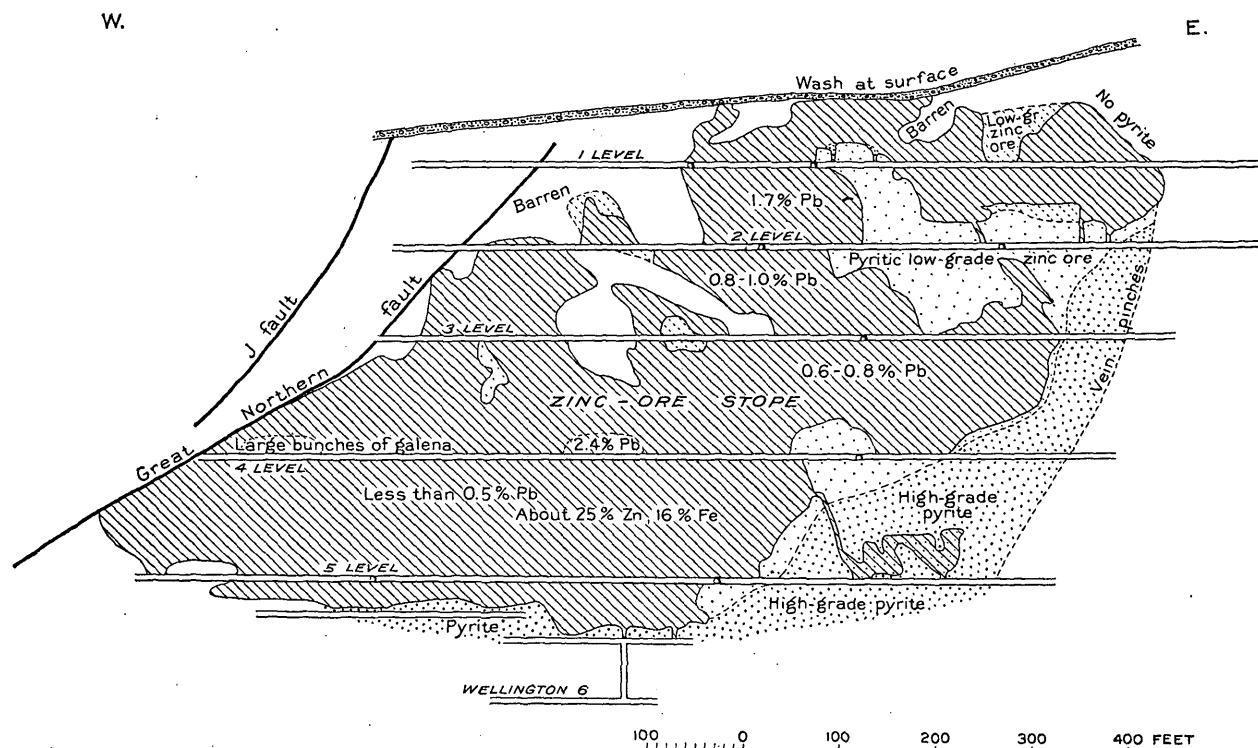 W.
E.
Wash at surface
No pyrite
Barren
Low-gr.
zinc
ore
1 LEVEL
Barren
1.7% Pb
2 LEVEL
Pyritic low-grade zinc ore
0.8-1.0% Pb
J fault
Great Northern fault
3 LEVEL
Vein pinches
0.6-0.8% Pb
ZINC-ORE STOPE
Large bunches of galena
2.4% Pb
4 LEVEL
Less than 0.5% Pb
About 25% Zn, 16% Fe
High-grade
pyrite
5 LEVEL
High-grade pyrite
Pyrite
WELLINGTON 6
100 0 100 200 300 400 FEET